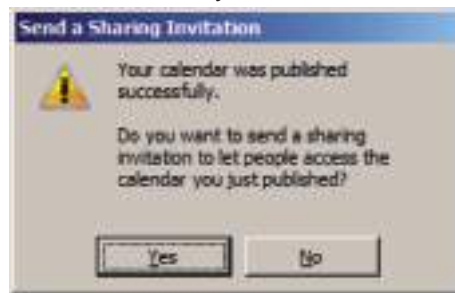 Send a Sharing Invitation
Your calendar was published
successfully.
Do you want to send a sharing
invitation to let people access the
calendar you just published?
Yes
No